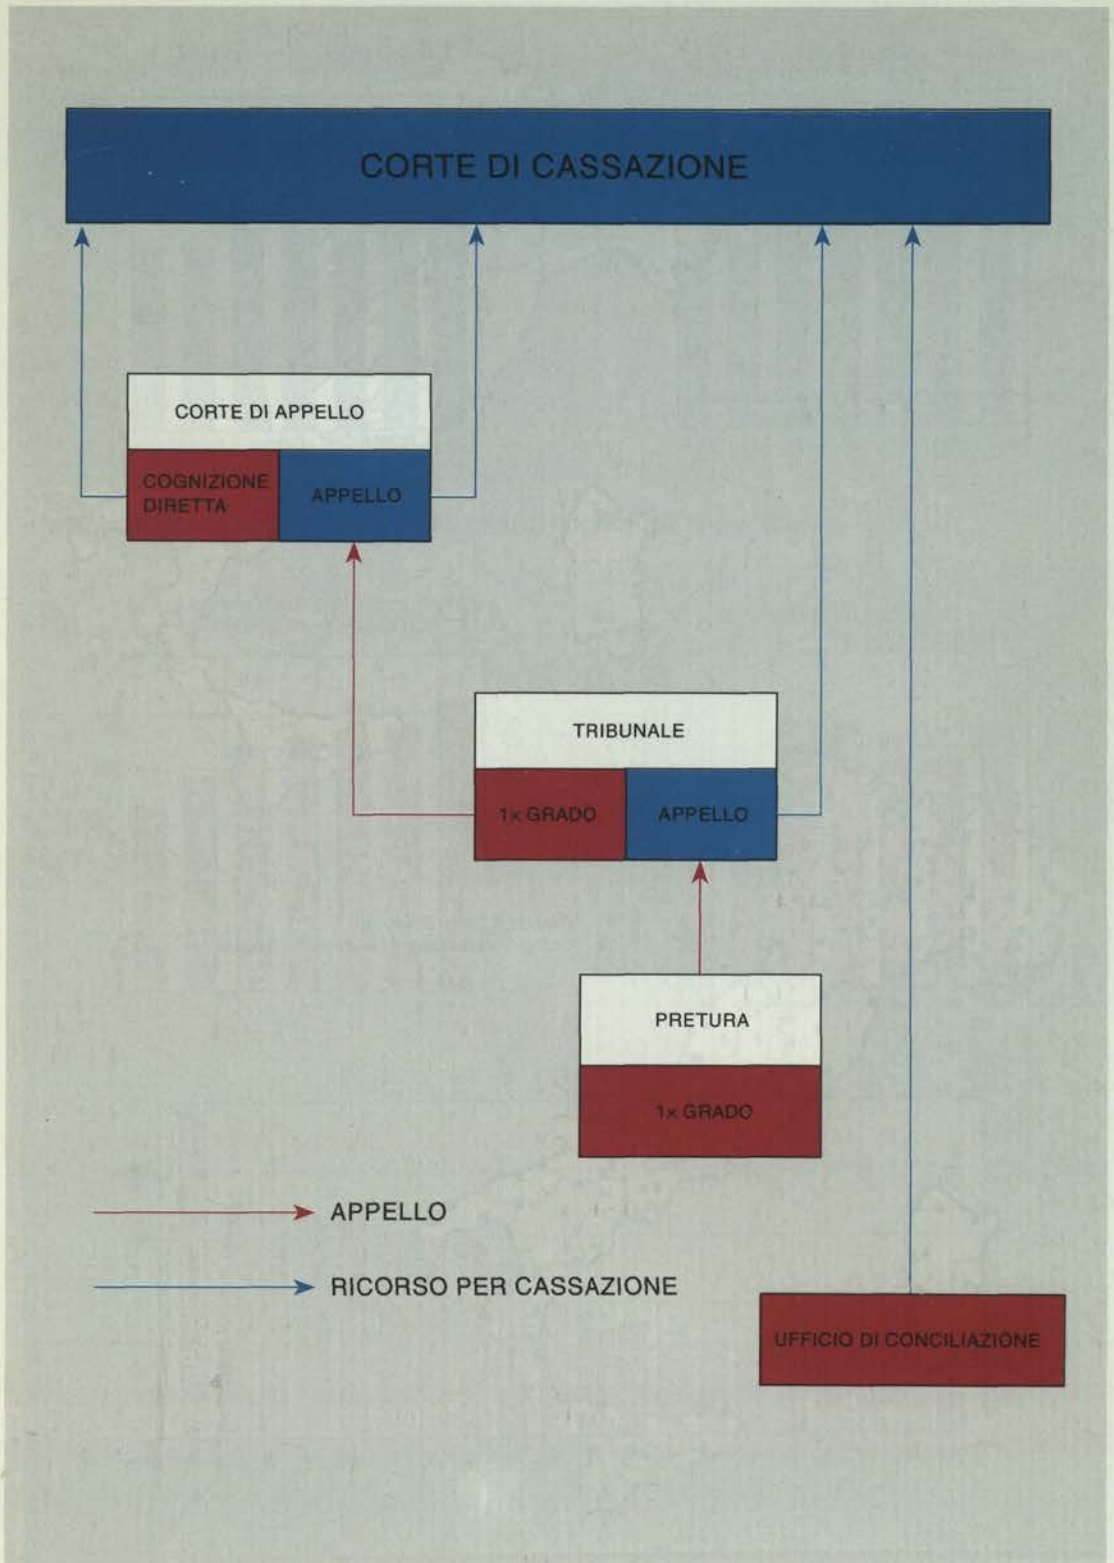 CORTE DI CASSAZIONE
CORTE DI APPELLO
COGNIZIONE
DIRETTA
APPELLO
TRIBUNALE
1× GRADO
APPELLO
PRETURA
1× GRADO
APPELLO
RICORSO PER CASSAZIONE
UFFICIO DI CONCILIAZIONE